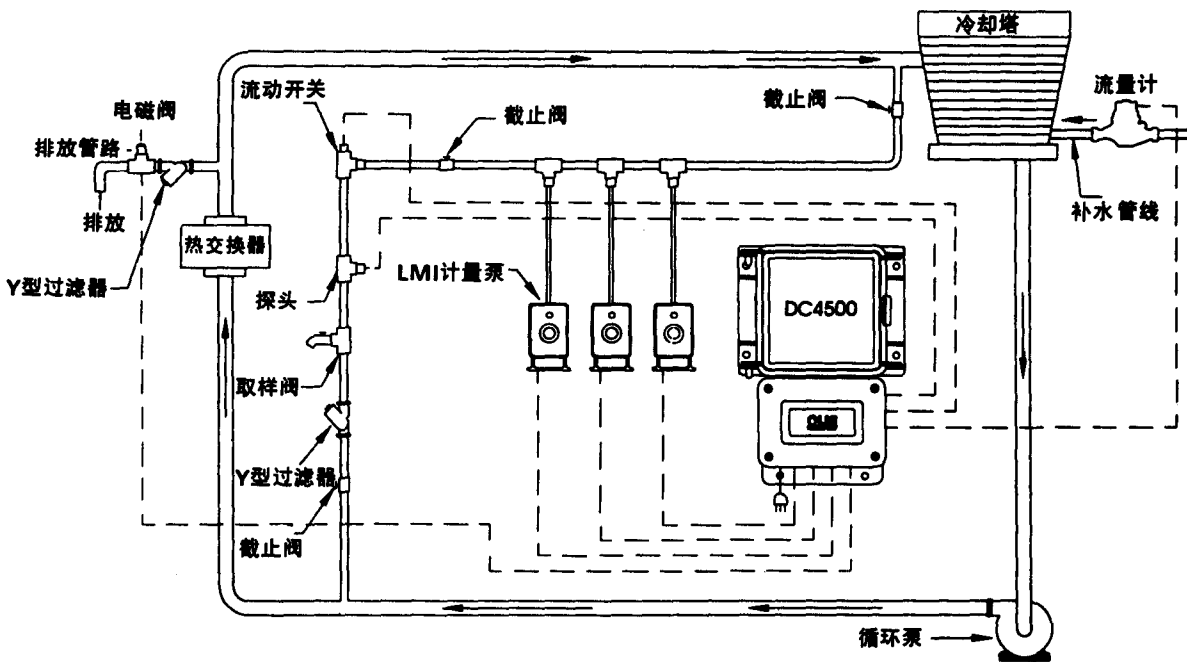 冷却塔
流动开关
流量计
电磁阀
截止阀
截止阀
排放管路
排放
补水管线
热交换器
Y型过滤器
LMI计量泵
探头
DC4500
取样阀
Y型过滤器
截止阀
循环泵